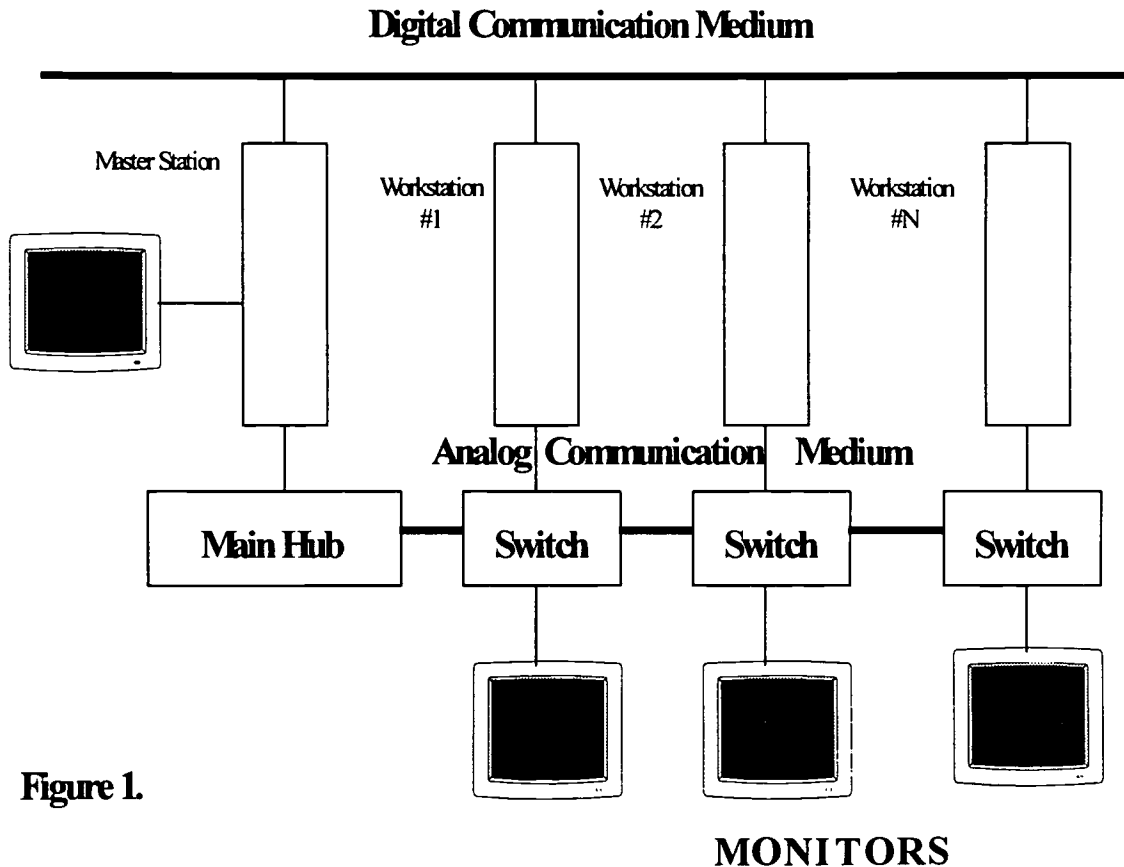 Digital Communication Medium
Master Station
Workstation
#1
Workstation
#2
Workstation
#N
Analog Communication Medium
Main Hub
Switch
Switch
Switch
Figure 1.
MONITORS